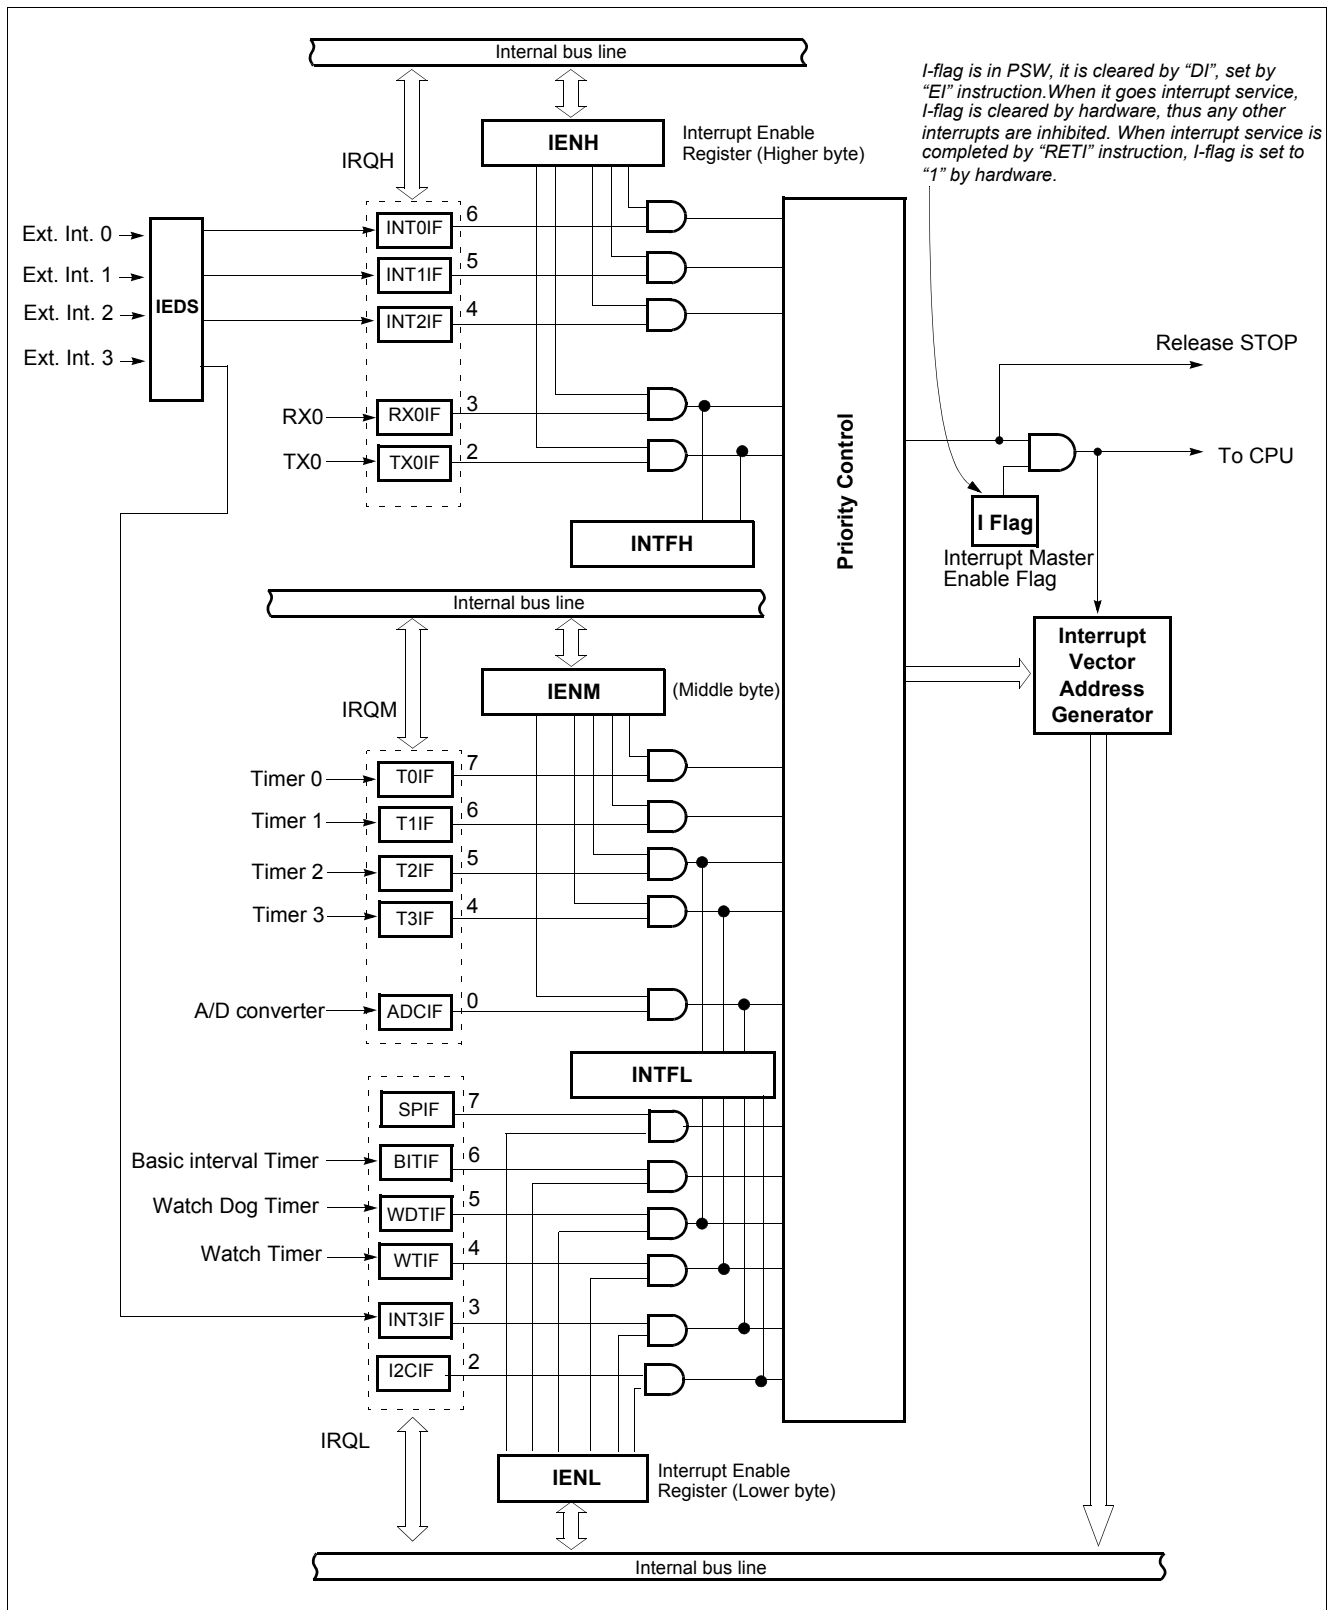 Internal bus line
I-flag is in PSW, it is cleared by “DI”, set by
“EI” instruction.When it goes interrupt service,
I-flag is cleared by hardware, thus any other
interrupts are inhibited. When interrupt service is
completed by “RETI” instruction, I-flag is set to
“1” by hardware.
IENH
Interrupt Enable
Register (Higher byte)
IRQH
Ext. Int. 0
Ext. Int. 1
Ext. Int. 2
Ext. Int. 3
IEDS
INT0IF
6
INT1IF
5
INT2IF
4
RX0
RX0IF
3
TX0
TX0IF
2
INTFH
Priority Control
Release STOP
To CPU
I Flag
Interrupt Master
Enable Flag
Internal bus line
IENM
(Middle byte)
IRQM
Interrupt
Vector
Address
Generator
Timer 0
T0IF
7
Timer 1
T1IF
6
Timer 2
T2IF
5
Timer 3
T3IF
4
A/D converter
ADCIF
0
INTFL
SPIF
7
Basic interval Timer
BITIF
6
Watch Dog Timer
WDTIF
5
Watch Timer
WTIF
4
INT3IF
3
I2CIF
2
IRQL
IENL
Interrupt Enable
Register (Lower byte)
Internal bus line